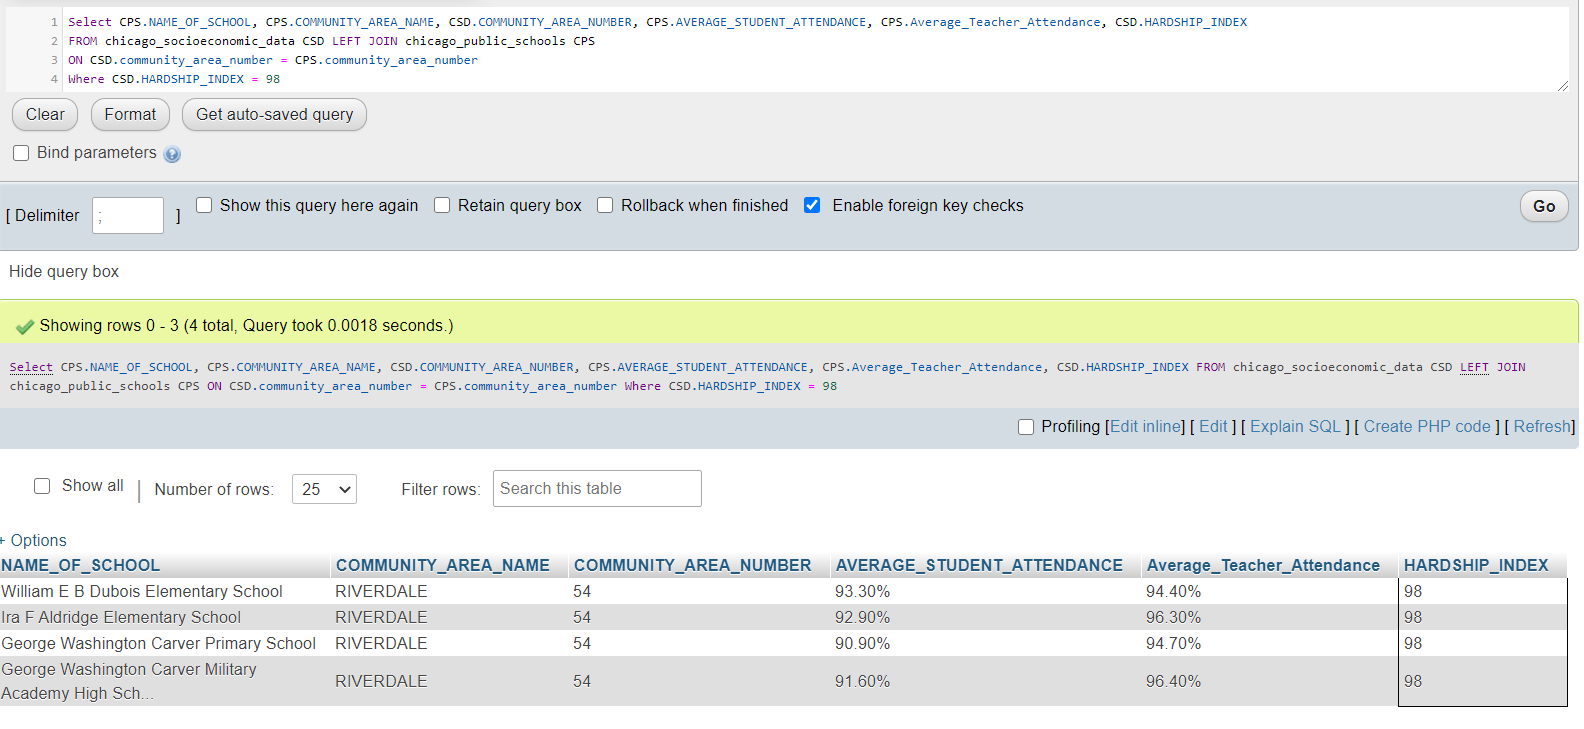 1 Select CPS.NAME_OF_SCHOOL, CPS.COMMUNITY_AREA_NAME, CSD.COMMUNITY_AREA_NUMBER, CPS.AVERAGE_STUDENT_ATTENDANCE, CPS.Average_Teacher_Attendance, CSD.HARDSHIP_INDEX
2 FROM chicago_socioeconomic_data CSD LEFT JOIN chicago_public_schools CPS
3 ON CSD.community_area_number = CPS.community_area_number
4 Where CSD.HARDSHIP_INDEX = 98
Clear Format Get auto-saved query
Bind parameters
[ Delimiter ; ] Show this query here again Retain query box Rollback when finished Enable foreign key checks Go
Hide query box
Showing rows 0 - 3 (4 total, Query took 0.0018 seconds.)
Select CPS.NAME_OF_SCHOOL, CPS.COMMUNITY_AREA_NAME, CSD.COMMUNITY_AREA_NUMBER, CPS.AVERAGE_STUDENT_ATTENDANCE, CPS.Average_Teacher_Attendance, CSD.HARDSHIP_INDEX FROM chicago_socioeconomic_data CSD LEFT JOIN
chicago_public_schools CPS ON CSD.community_area_number = CPS.community_area_number Where CSD.HARDSHIP_INDEX = 98
Profiling [Edit inline] [ Edit ] [ Explain SQL ] [ Create PHP code ] [ Refresh]
Show all | Number of rows: 25 Filter rows: Search this table
+ Options
NAME_OF_SCHOOL COMMUNITY_AREA_NAME COMMUNITY_AREA_NUMBER AVERAGE_STUDENT_ATTENDANCE Average_Teacher_Attendance HARDSHIP_INDEX
William E B Dubois Elementary School RIVERDALE 54 93.30% 94.40% 98
Ira F Aldridge Elementary School RIVERDALE 54 92.90% 96.30% 98
George Washington Carver Primary School RIVERDALE 54 90.90% 94.70% 98
George Washington Carver Military
Academy High Sch... RIVERDALE 54 91.60% 96.40% 98